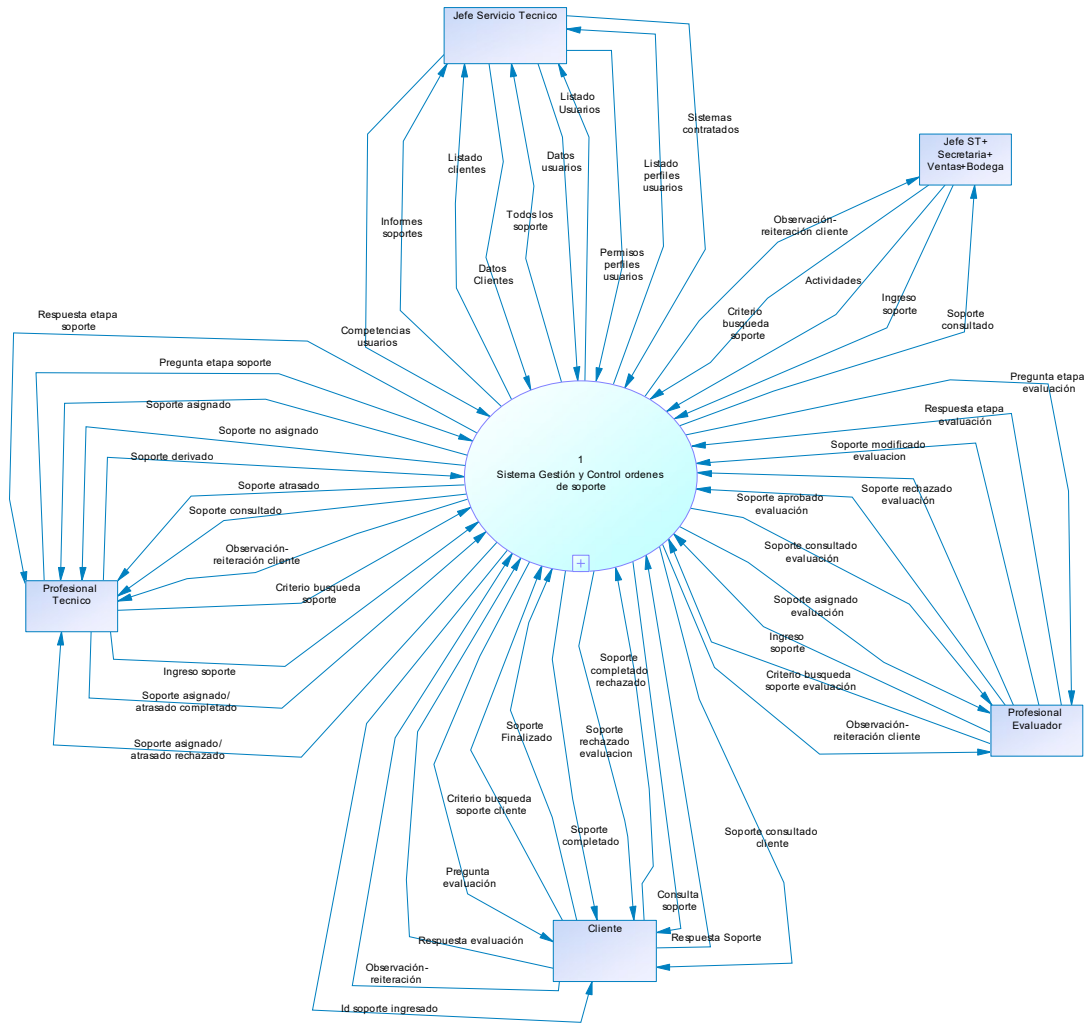 Jefe Servicio Tecnico
Listado
Usuarios
Sistemas
contratados
Jefe ST+
Secretaria+
Ventas+Bodega
Listado
clientes
Datos
usuarios
Listado
perfiles
usuarios
Informes
soportes
Todos los
soporte
Observación-
reiteración cliente
Datos
Clientes
Permisos
perfiles
usuarios
Actividades
Ingreso
soporte
Criterio
busqueda
soporte
Soporte
consultado
Respuesta etapa
soporte
Competencias
usuarios
Pregunta etapa soporte
Pregunta etapa
evaluación
Soporte asignado
Respuesta etapa
evaluación
Soporte no asignado
Soporte modificado
evaluacion
Soporte derivado
1
Sistema Gestión y Control ordenes
de soporte
Soporte atrasado
Soporte rechazado
evaluación
Soporte aprobado
evaluación
Soporte consultado
Observación-
reiteración cliente
Soporte consultado
evaluación
Profesional
Tecnico
Criterio busqueda
soporte
Soporte asignado
evaluación
Ingreso
soporte
Ingreso soporte
Soporte
completado
rechazado
Criterio busqueda
soporte evaluación
Soporte asignado/
atrasado completado
Profesional
Evaluador
Observación-
reiteración cliente
Soporte
Finalizado
Soporte
rechazado
evaluacion
Soporte asignado/
atrasado rechazado
Criterio busqueda
soporte cliente
Soporte
completado
Soporte consultado
cliente
Pregunta
evaluación
Consulta
soporte
Cliente
Respuesta evaluación
Respuesta Soporte
Observación-
reiteración
Id soporte ingresado